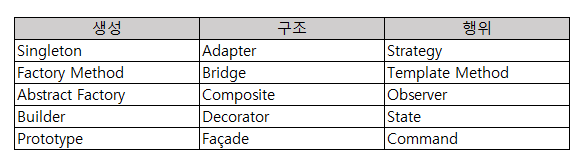 생성 구조 행위
Singleton Adapter Strategy
Factory Method Bridge Template Method
Abstract Factory Composite Observer
Builder Decorator State
Prototype Façade Command